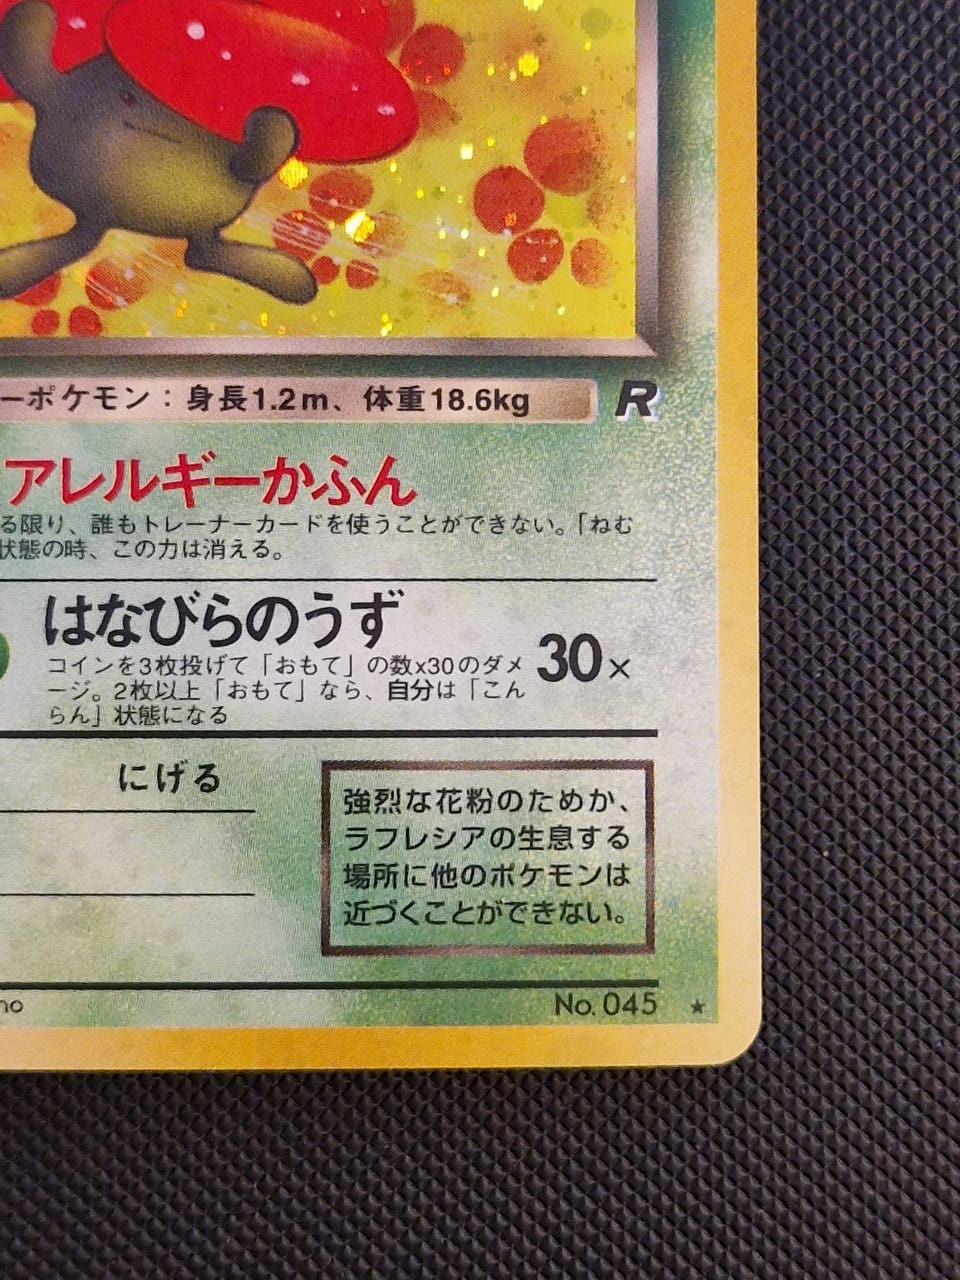 ーポケモン：身長1.2m、体重18.6kg
R
アレルギーかふん
る限り、誰もトレーナーカードを使うことができない。「ねむ
状態の時、この力は消える。
はなびらのうず
30×
コインを3枚投げて「おもて」の数x30のダメ
ージ。2枚以上「おもて」なら、自分は「こん
らん」状態になる
にげる
強烈な花粉のためか、
ラフレシアの生息する
場所に他のポケモンは
近づくことができない。
no
No. 045 ★